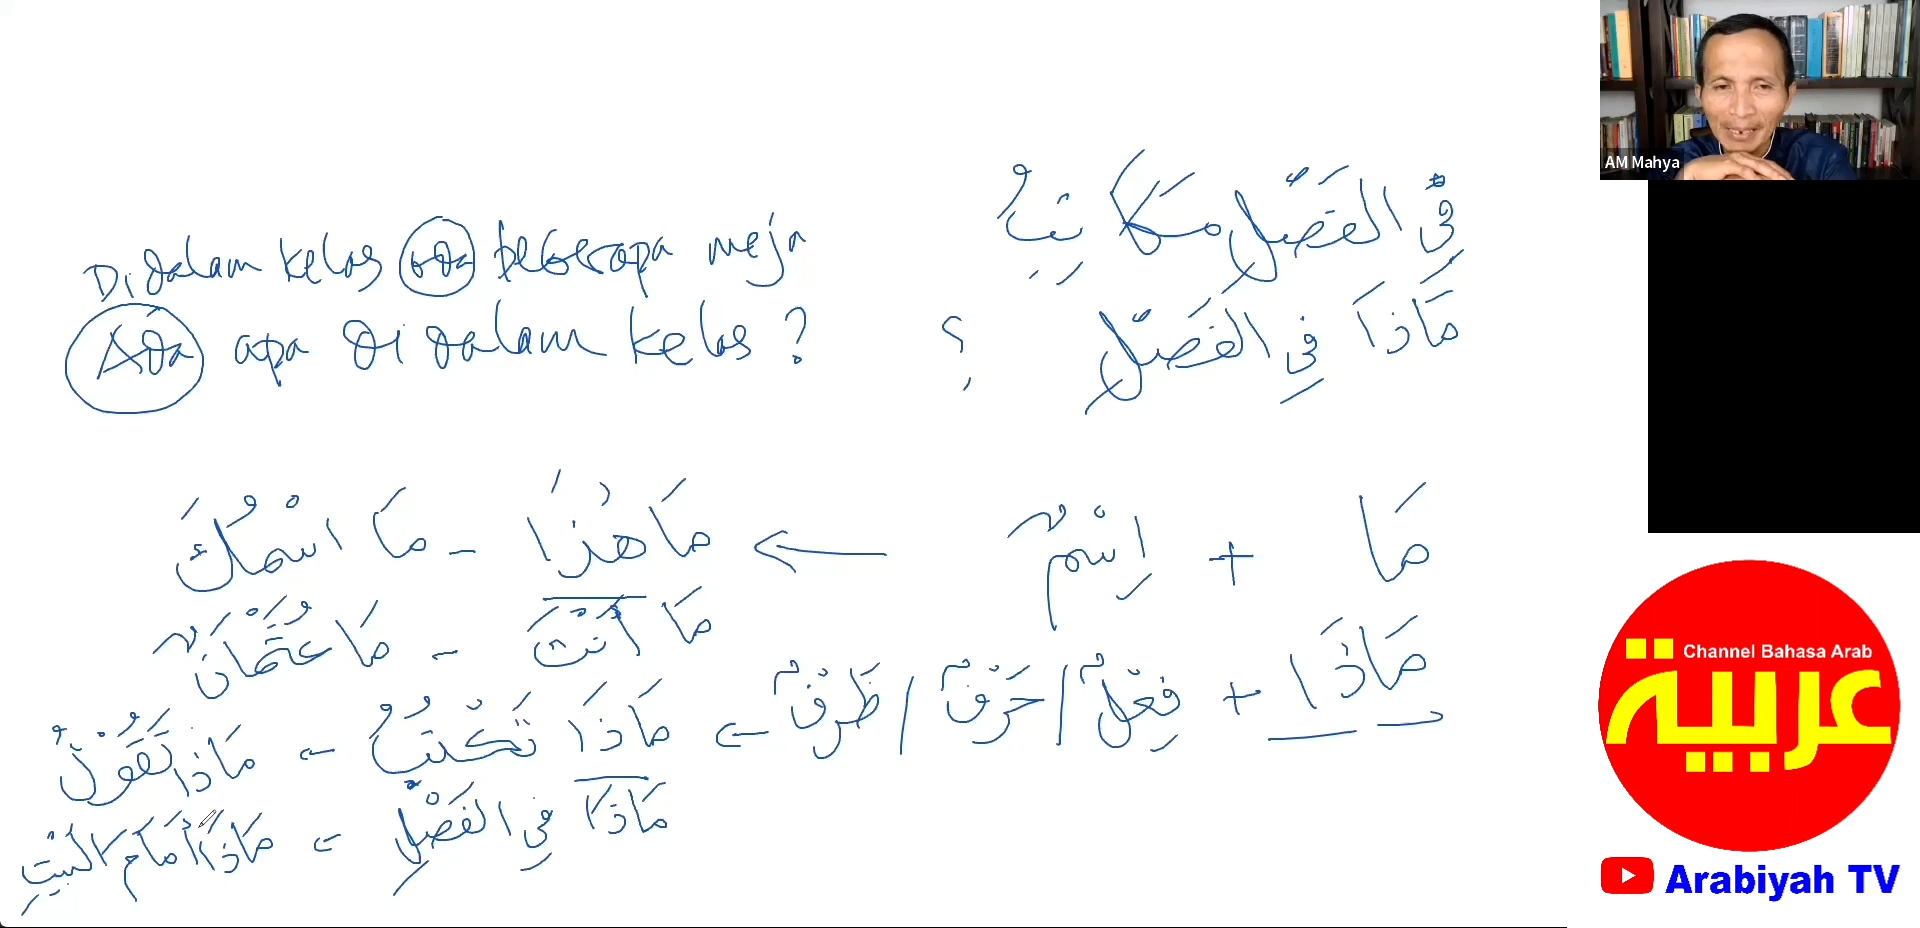 Di dalam kelas ada beberapa meja
فِي الفَصْلِ مَكَاتِبُ
Ada apa di dalam kelas?
مَاذَا فِي الفَصْلِ ؟
مَا + اِسْمٌ ← مَا هٰذَا - مَا اسْمُكَ
مَا أَنْتَ - مَا عُثْمَانُ
مَاذَا + فِعْلٌ / حَرْفٌ / ظَرْفٌ ← مَاذَا تَكْتُبُ - مَاذَا تَقُوْلُ
مَاذَا فِي الفَصْلِ - مَاذَا أَمَامَ البَيْتِ
AM Mahya
Channel Bahasa Arab
عربية
Arabiyah TV